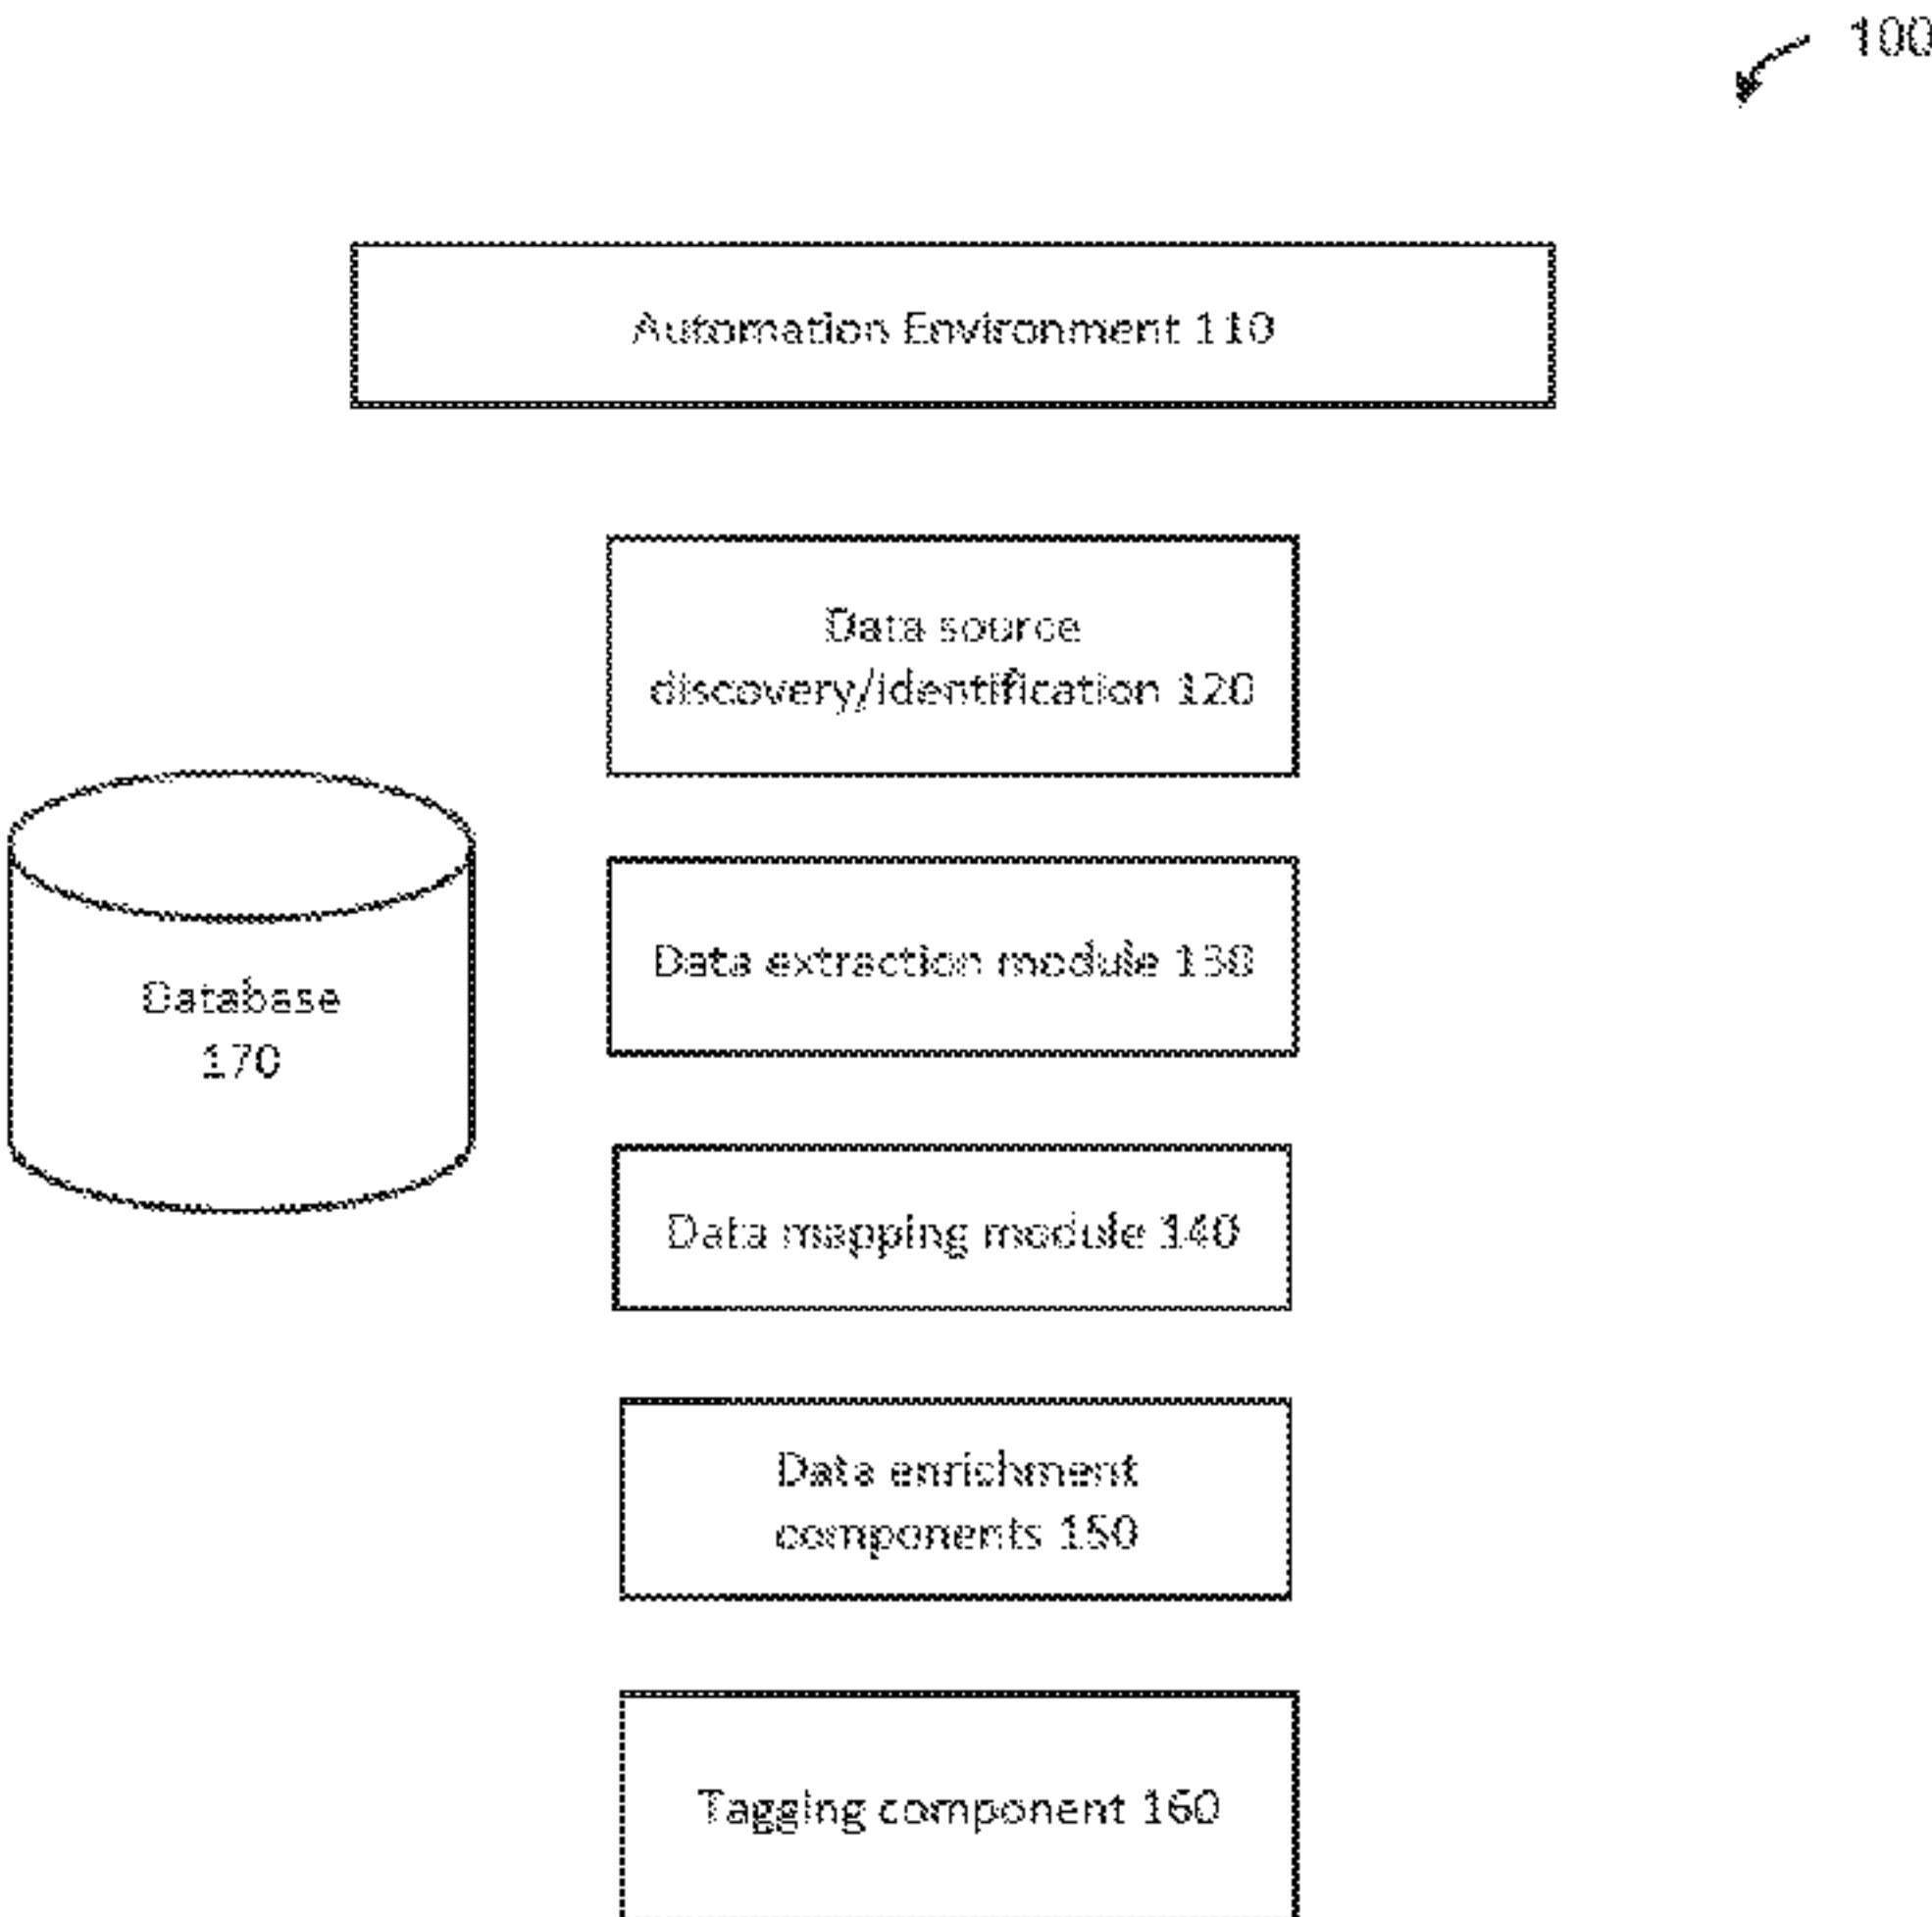 100
Automation Environment 110
Data source
discovery/identification 120
Data extraction module 130
Database
170
Data mapping module 140
Data enrichment
components 150
Tagging component 160